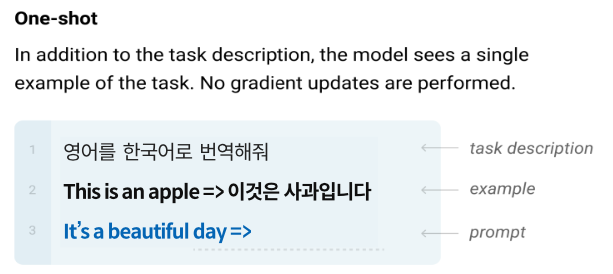 One-shot
In addition to the task description, the model sees a single
example of the task. No gradient updates are performed.
1 영어를 한국어로 번역해줘 task description
2 This is an apple => 이것은 사과입니다 example
3 It's a beautiful day => prompt